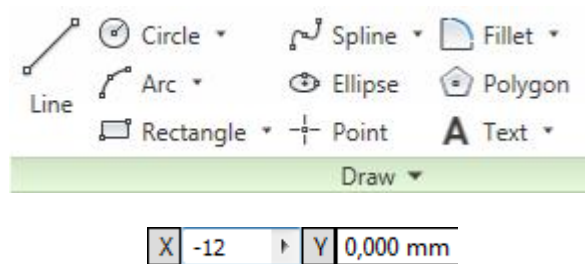 Circle Spline Fillet
Line Arc Ellipse Polygon
Rectangle Point A Text
Draw
X -12 Y 0,000 mm